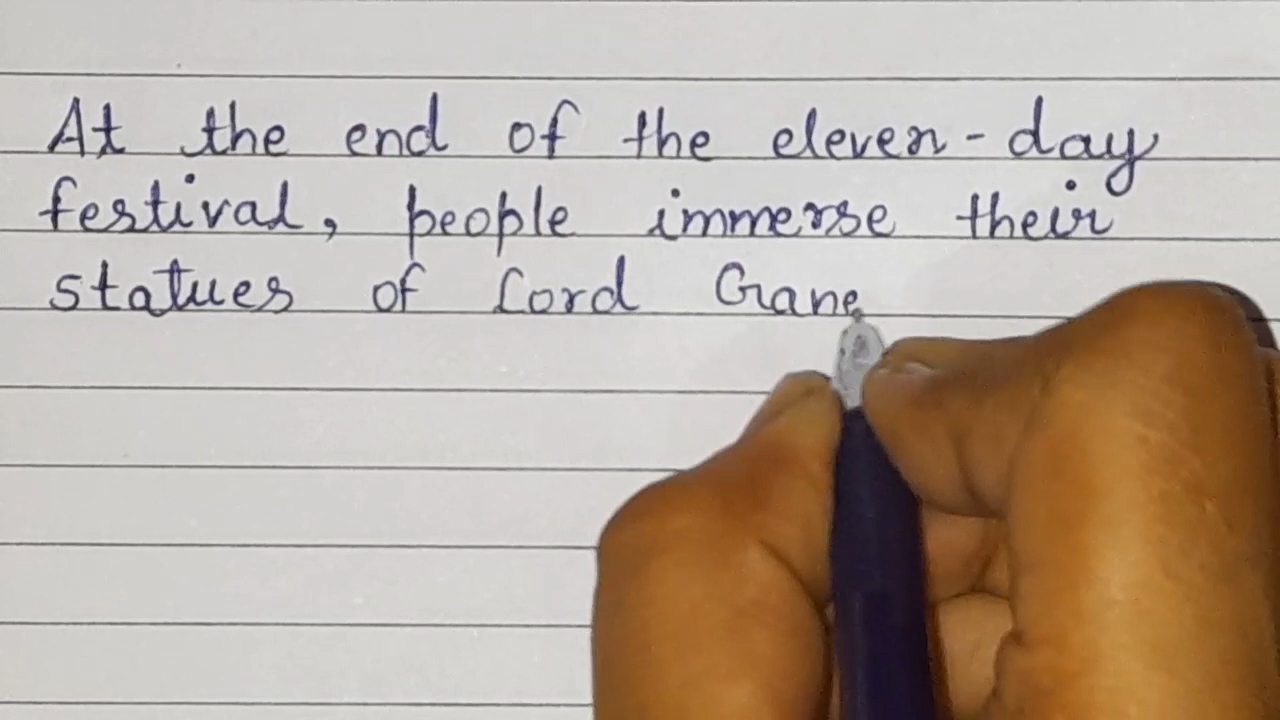 At the end of the eleven-day
festival, people immerse their
statues of Lord Gane